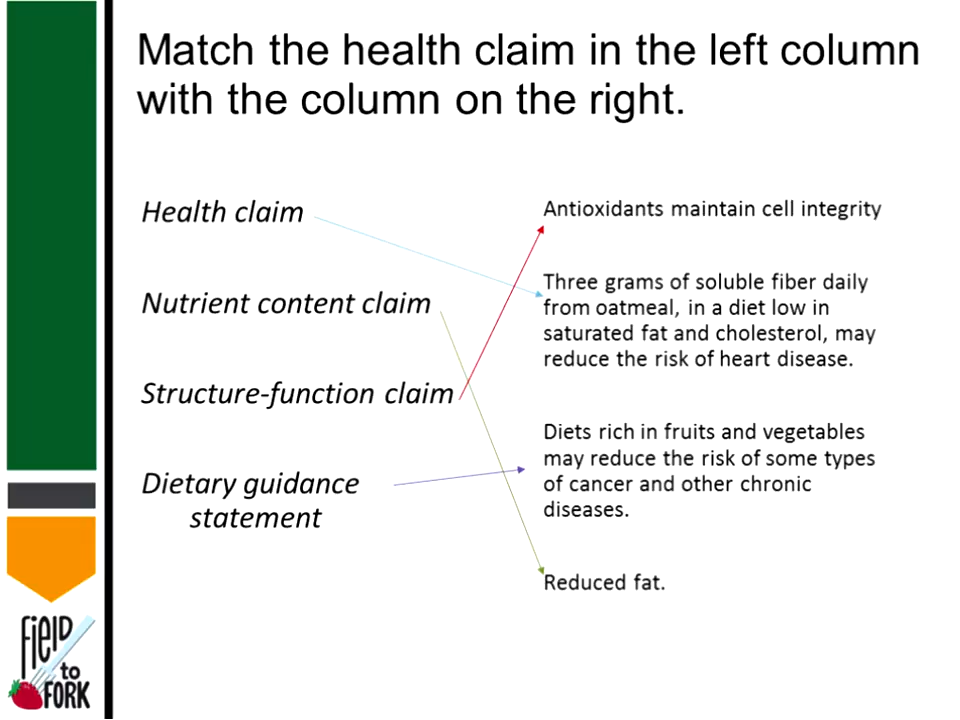 Match the health claim in the left column
with the column on the right.
Health claim
Nutrient content claim
Structure-function claim
Dietary guidance
statement
Antioxidants maintain cell integrity
Three grams of soluble fiber daily
from oatmeal, in a diet low in
saturated fat and cholesterol, may
reduce the risk of heart disease.
Diets rich in fruits and vegetables
may reduce the risk of some types
of cancer and other chronic
diseases.
Reduced fat.
FiElD
to
FORK